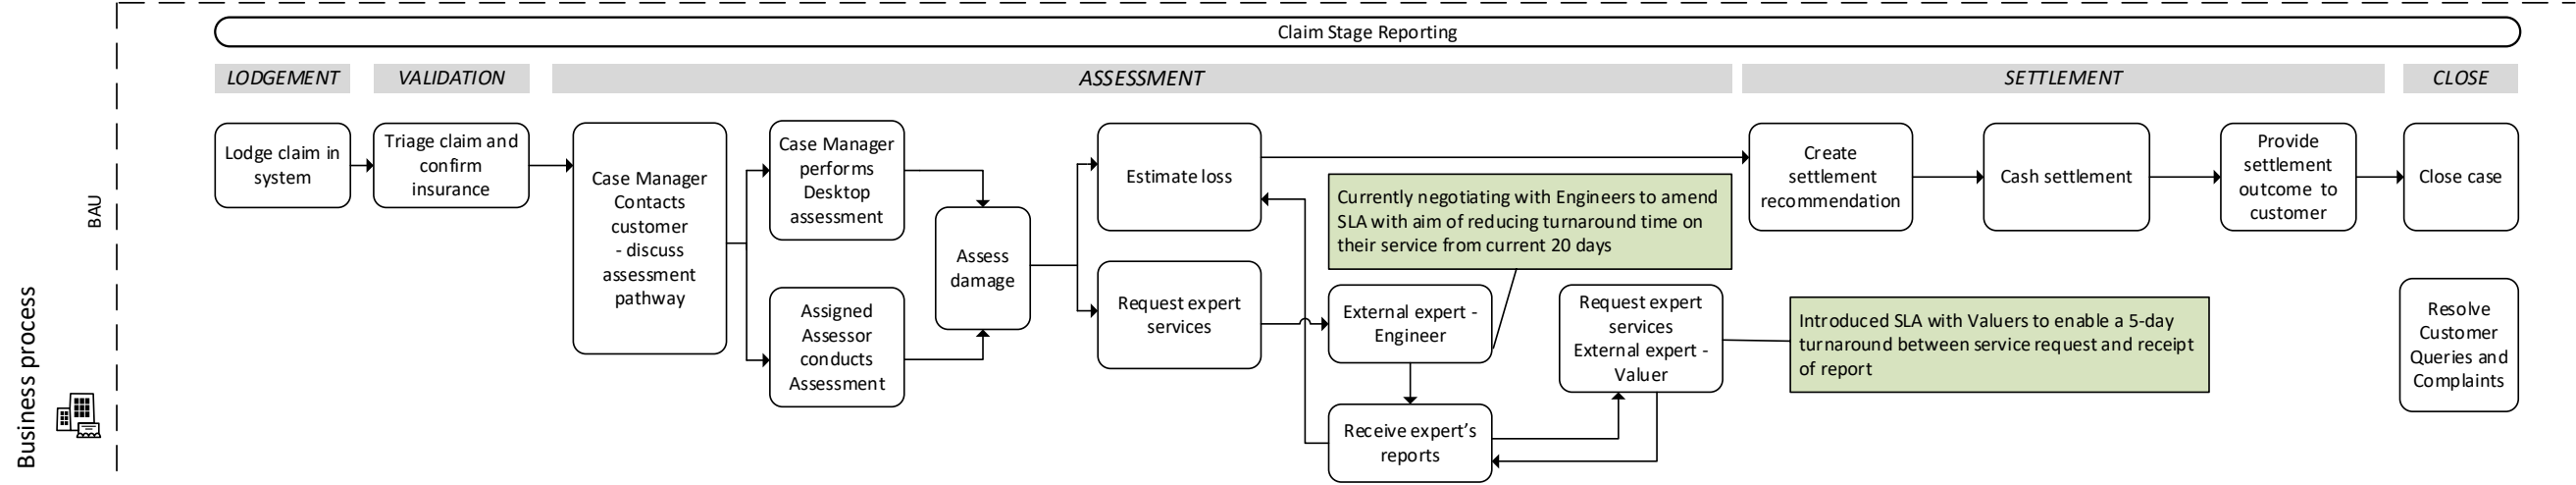 Claim Stage Reporting
LODGEMENT
VALIDATION
ASSESSMENT
SETTLEMENT
CLOSE
Lodge claim in
system
Triage claim and
confirm
insurance
Case Manager
Contacts
customer
- discuss
assessment
pathway
Case Manager
performs
Desktop
assessment
Assigned
Assessor
conducts
Assessment
Assess
damage
Estimate loss
Request expert
services
Currently negotiating with Engineers to amend
SLA with aim of reducing turnaround time on
their service from current 20 days
External expert -
Engineer
Receive expert’s
reports
Request expert
services
External expert -
Valuer
Introduced SLA with Valuers to enable a 5-day
turnaround between service request and receipt
of report
Create
settlement
recommendation
Cash settlement
Provide
settlement
outcome to
customer
Close case
Resolve
Customer
Queries and
Complaints
BAU
Business process